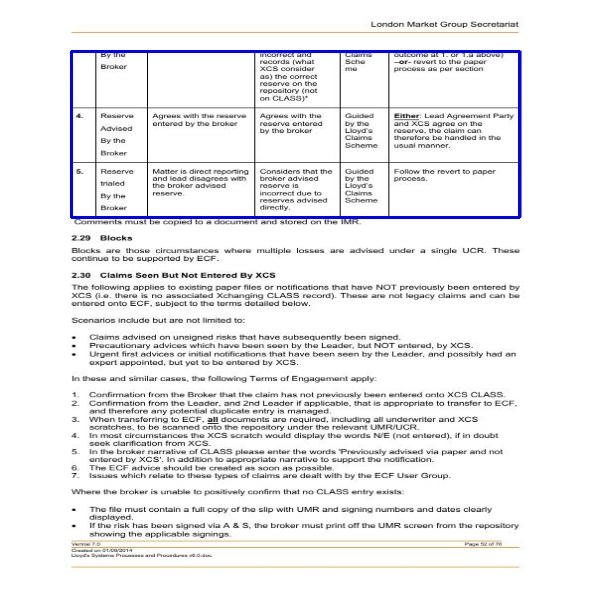 London Market Group Secretariat
By the
Broker
incorrect and
records (what
XCS consider
as) the correct
reserve on the
repository (not
on CLASS)*
Claims
Sche
me
outcome at 1. or 1.a above)
–or- revert to the paper
process as per section
4.
Reserve
Advised
By the
Broker
Agrees with the reserve
entered by the broker
Agrees with the
reserve entered
by the broker
Guided
by the
Lloyd's
Claims
Scheme
Either: Lead Agreement Party
and XCS agree on the
reserve, the claim can
therefore be handled in the
usual manner.
5.
Reserve
trialed
By the
Broker
Matter is direct reporting
and lead disagrees with
the broker advised
reserve.
Considers that the
broker advised
reserve is
incorrect due to
reserves advised
directly.
Guided
by the
Lloyd's
Claims
Scheme
Follow the revert to paper
process.
Comments must be copied to a document and stored on the IMR.
2.29 Blocks
Blocks are those circumstances where multiple losses are advised under a single UCR. These
continue to be supported by ECF.
2.30 Claims Seen But Not Entered By XCS
The following applies to existing paper files or notifications that have NOT previously been entered by
XCS (i.e. there is no associated Xchanging CLASS record). These are not legacy claims and can be
entered onto ECF, subject to the terms detailed below.
Scenarios include but are not limited to:
• Claims advised on unsigned risks that have subsequently been signed.
• Precautionary advices which have been seen by the Leader, but NOT entered, by XCS.
• Urgent first advices or initial notifications that have been seen by the Leader, and possibly had an
expert appointed, but yet to be entered by XCS.
In these and similar cases, the following Terms of Engagement apply:
1. Confirmation from the Broker that the claim has not previously been entered onto XCS CLASS.
2. Confirmation from the Leader, and 2nd Leader if applicable, that is appropriate to transfer to ECF,
and therefore any potential duplicate entry is managed.
3. When transferring to ECF, all documents are required, including all underwriter and XCS
scratches, to be scanned onto the repository under the relevant UMR/UCR.
4. In most circumstances the XCS scratch would display the words N/E (not entered), if in doubt
seek clarification from XCS.
5. In the broker narrative of CLASS please enter the words 'Previously advised via paper and not
entered by XCS'. In addition to appropriate narrative to support the notification.
6. The ECF advice should be created as soon as possible.
7. Issues which relate to these types of claims are dealt with by the ECF User Group.
Where the broker is unable to positively confirm that no CLASS entry exists:
• The file must contain a full copy of the slip with UMR and signing numbers and dates clearly
displayed.
• If the risk has been signed via A & S, the broker must print off the UMR screen from the repository
showing the applicable signings.
Version 7.0
Page 52 of 76
Created on 01/09/2014
Lloyd's Systems Processes and Procedures v6.0.doc